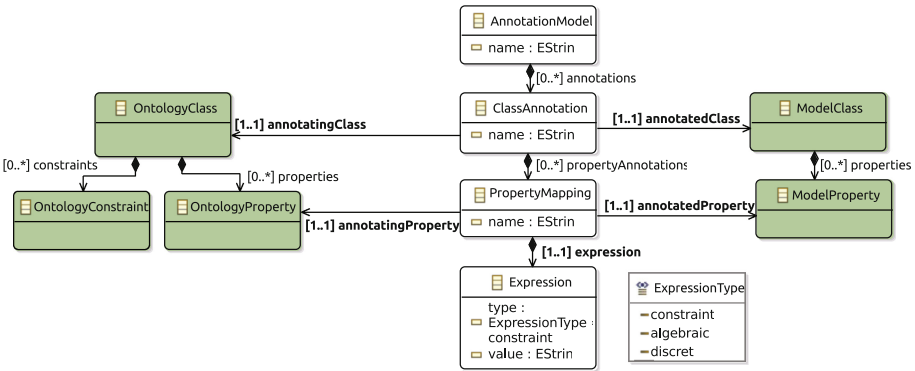 AnnotationModel
name : EStrin
[0..*] annotations
OntologyClass
ClassAnnotation
ModelClass
[1..1] annotatingClass
[1..1] annotatedClass
name : EStrin
[0..*] constraints
[0..*] properties
[0..*] propertyAnnotations
[0..*] properties
OntologyConstraint
OntologyProperty
PropertyMapping
ModelProperty
[1..1] annotatingProperty
[1..1] annotatedProperty
name : EStrin
[1..1] expression
Expression
type :
ExpressionType =
constraint
value : EStrin
ExpressionType
constraint
algebraic
discret